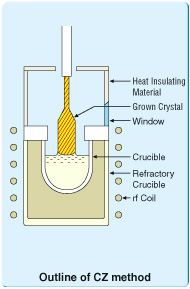 Heat Insulating
Material
Grown Crystal
Window
Crucible
Refractory
Crucible
rf Coil
Outline of CZ method